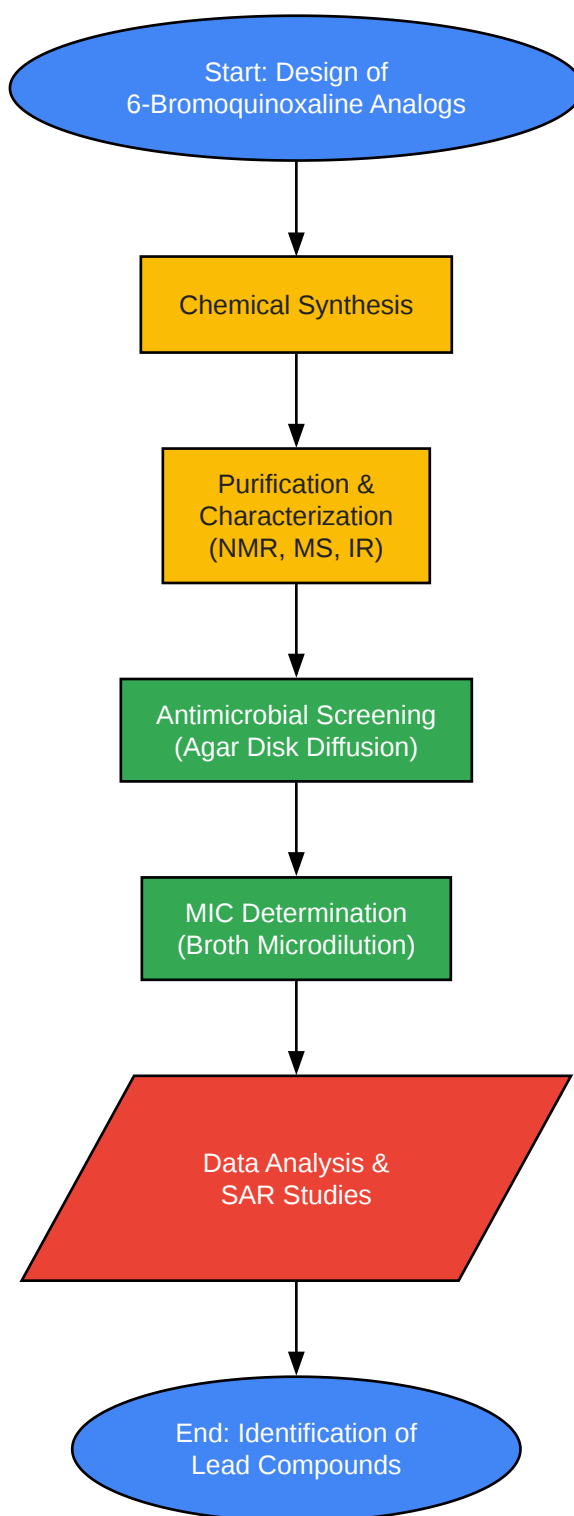 Start: Design of
6-Bromoquinoxaline Analogs
Chemical Synthesis
Purification &
Characterization
(NMR, MS, IR)
Antimicrobial Screening
(Agar Disk Diffusion)
MIC Determination
(Broth Microdilution)
Data Analysis &
SAR Studies
End: Identification of
Lead Compounds